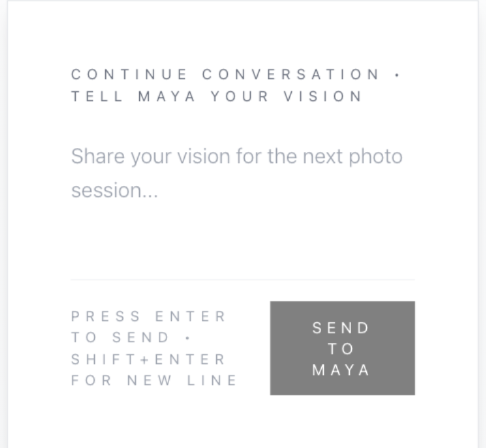 CONTINUE CONVERSATION •
TELL MAYA YOUR VISION
Share your vision for the next photo
session...
PRESS ENTER
TO SEND •
SHIFT+ENTER
FOR NEW LINE
SEND
TO
MAYA